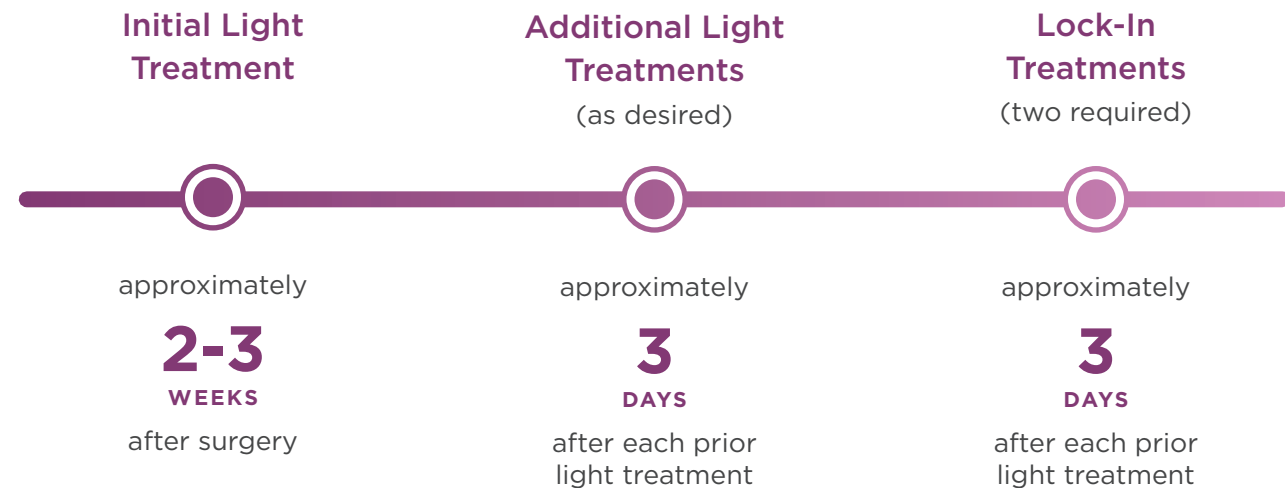 Initial Light
Treatment
Additional Light
Treatments
(as desired)
Lock-In
Treatments
(two required)
approximately
2-3
WEEKS
after surgery
approximately
3
DAYS
after each prior
light treatment
approximately
3
DAYS
after each prior
light treatment